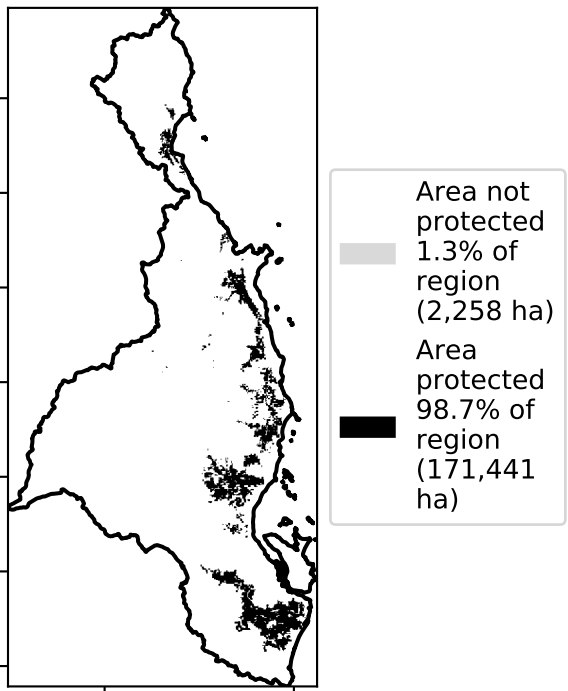 Area not
protected
1.3% of
region
(2,258 ha)
Area
protected
98.7% of
region
(171,441
ha)